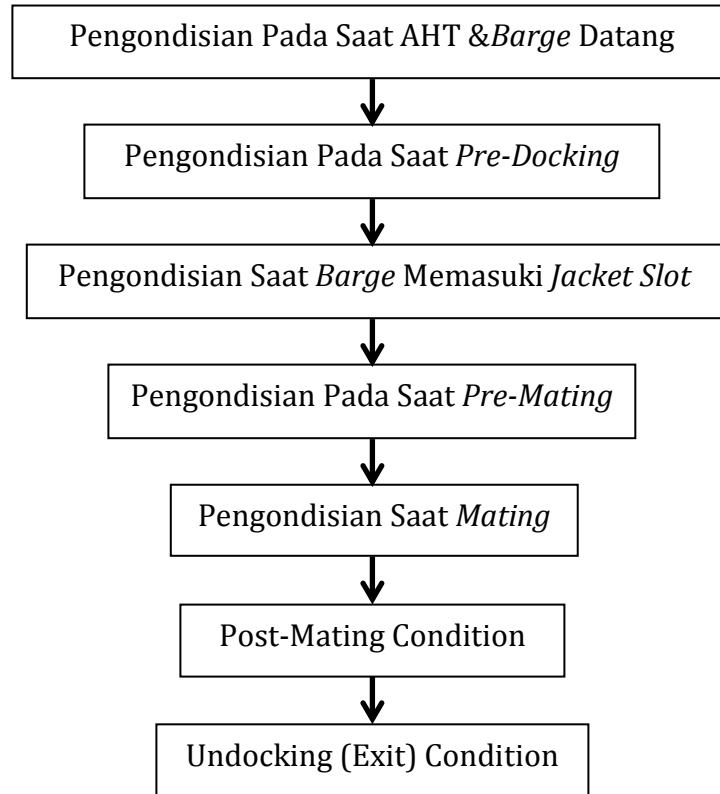 Pengondisian Pada Saat AHT &Barge Datang
Pengondisian Pada Saat Pre-Docking
Pengondisian Saat Barge Memasuki Jacket Slot
Pengondisian Pada Saat Pre-Mating
Pengondisian Saat Mating
Post-Mating Condition
Undocking (Exit) Condition